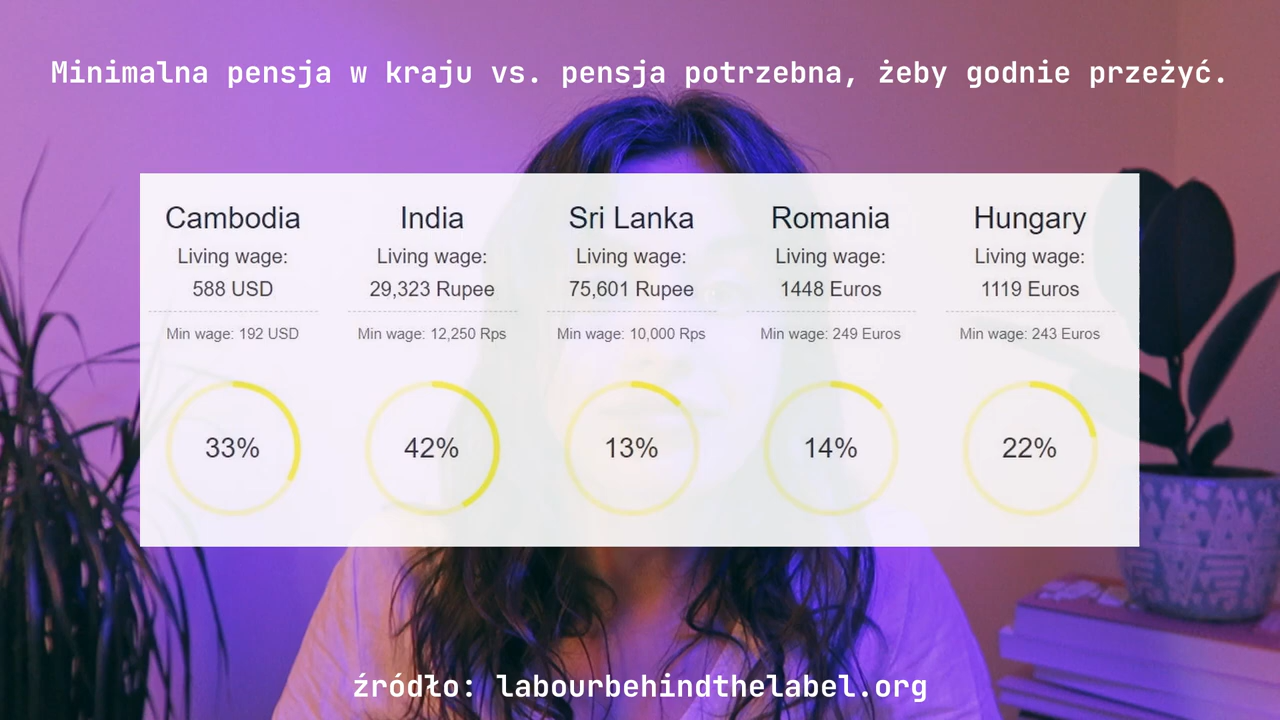 Minimalna pensja w kraju vs. pensja potrzebna, żeby godnie przeżyć.
Cambodia
Living wage:
588 USD
Min wage: 192 USD
33%
India
Living wage:
29,323 Rupee
Min wage: 12,250 Rps
42%
Sri Lanka
Living wage:
75,601 Rupee
Min wage: 10,000 Rps
13%
Romania
Living wage:
1448 Euros
Min wage: 249 Euros
14%
Hungary
Living wage:
1119 Euros
Min wage: 243 Euros
22%
źródło: labourbehindthelabel.org